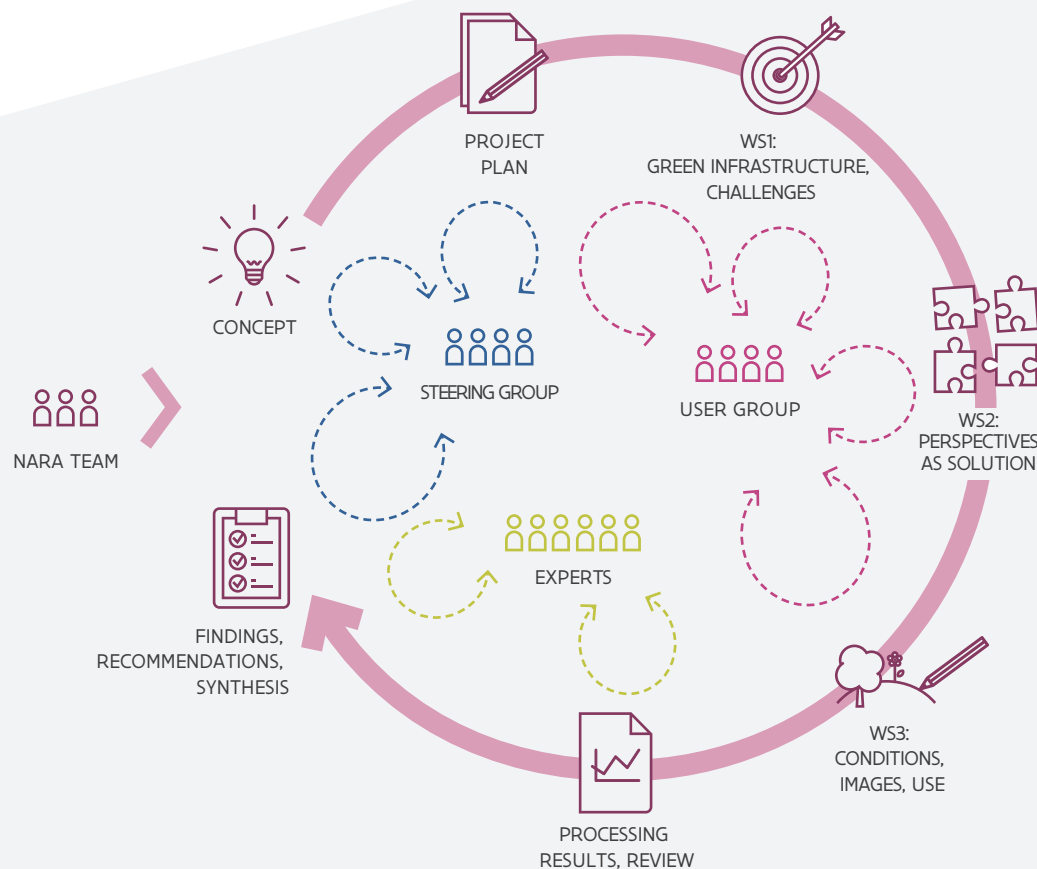 PROJECT
PLAN
WS1:
GREEN INFRASTRUCTURE,
CHALLENGES
CONCEPT
STEERING GROUP
USER GROUP
WS2:
PERSPECTIVES
AS SOLUTION
NARA TEAM
EXPERTS
FINDINGS,
RECOMMENDATIONS,
SYNTHESIS
WS3:
CONDITIONS,
IMAGES, USE
PROCESSING
RESULTS, REVIEW